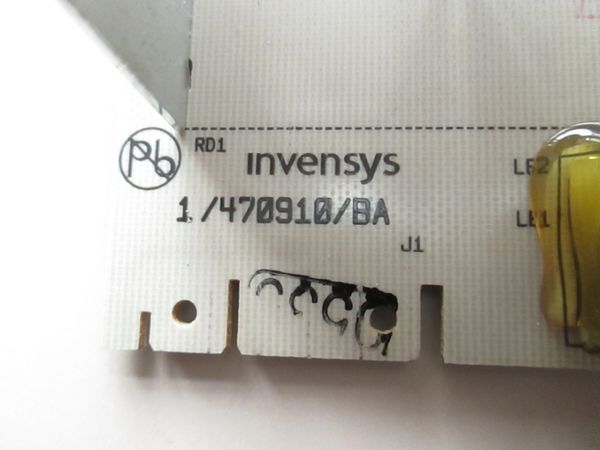 Pb
RD1
invensys
LE2
1/470910/BA
LE1
J1